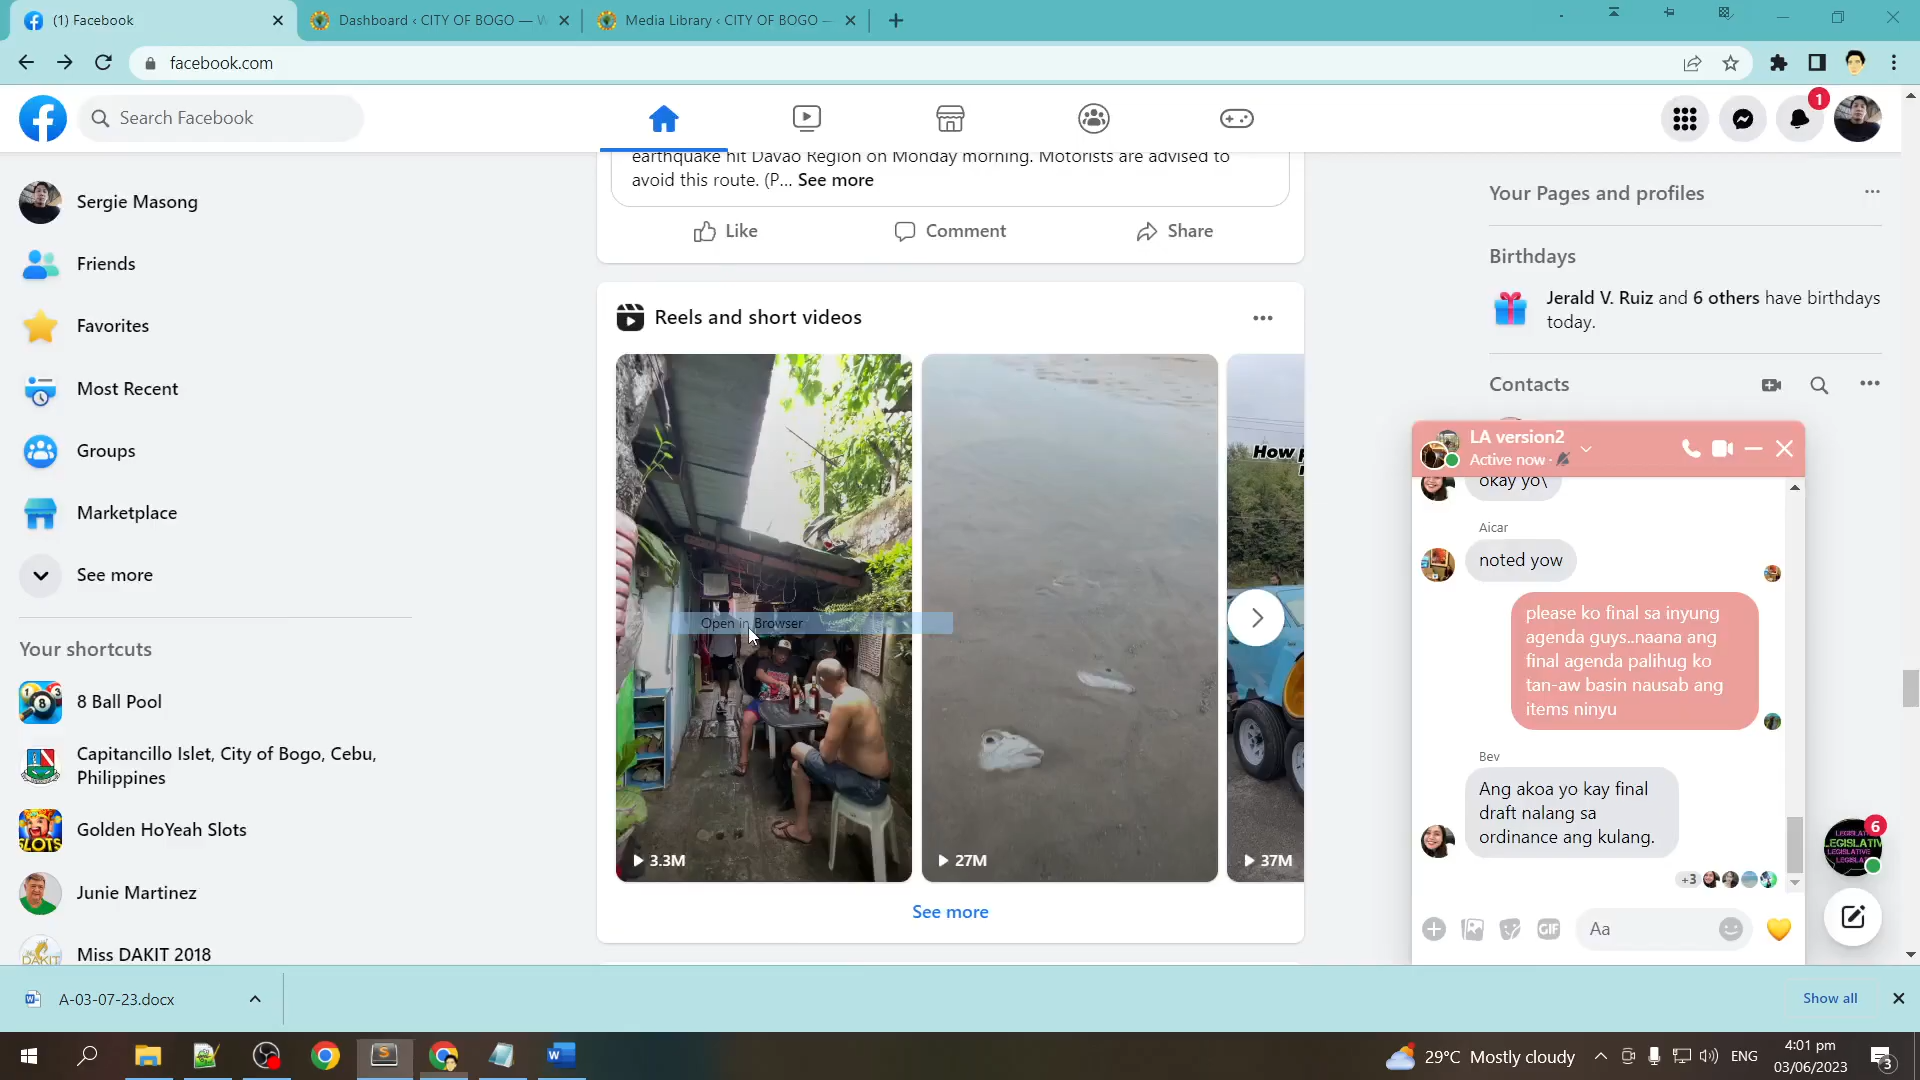 (1) Facebook
Dashboard ‹ CITY OF BOGO — W
Media Library ‹ CITY OF BOGO —
facebook.com
Search Facebook
1
earthquake hit Davao Region on Monday morning. Motorists are advised to
avoid this route. (P... See more
Like
Comment
Share
Sergie Masong
Friends
Favorites
Most Recent
Groups
Marketplace
See more
Your shortcuts
8 Ball Pool
Capitancillo Islet, City of Bogo, Cebu,
Philippines
Golden HoYeah Slots
Junie Martinez
Miss DAKIT 2018
Reels and short videos
How p
Open in Browser
3.3M
27M
37M
See more
Your Pages and profiles
Birthdays
Jerald V. Ruiz and 6 others have birthdays
today.
Contacts
LA version2
Active now ·
okay yo\
Aicar
noted yow
please ko final sa inyung
agenda guys..naana ang
final agenda palihug ko
tan-aw basin nausab ang
items ninyu
Bev
Ang akoa yo kay final
draft nalang sa
ordinance ang kulang.
+3
GIF
Aa
6
LEGISLATIVE
A-03-07-23.docx
Show all
29°C Mostly cloudy
ENG
4:01 pm
03/06/2023
3